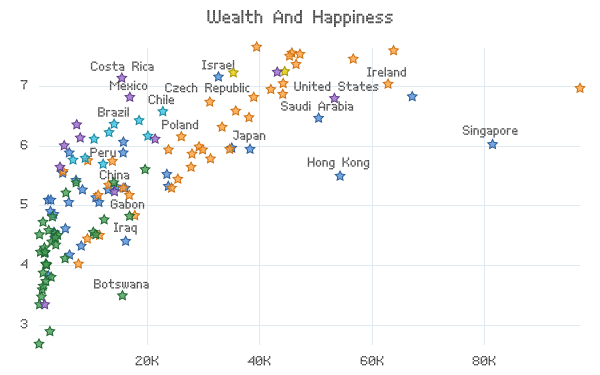 Wealth And Happiness
7
6
5
4
3
Costa Rica
Israel
Mexico
Czech Republic
United States
Ireland
Chile
Saudi Arabia
Brazil
Poland
Japan
Singapore
Peru
Hong Kong
China
Gabon
Iraq
Botswana
20K
40K
60K
80K